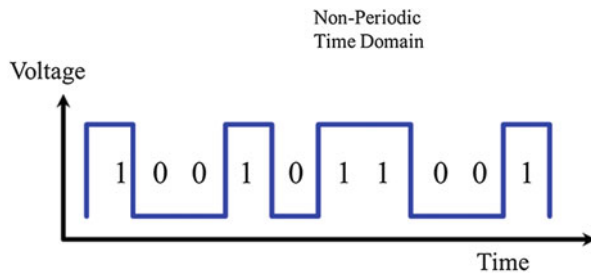 Non-Periodic
Time Domain
Voltage
1 0 0 1 0 1 1 0 0 1
Time